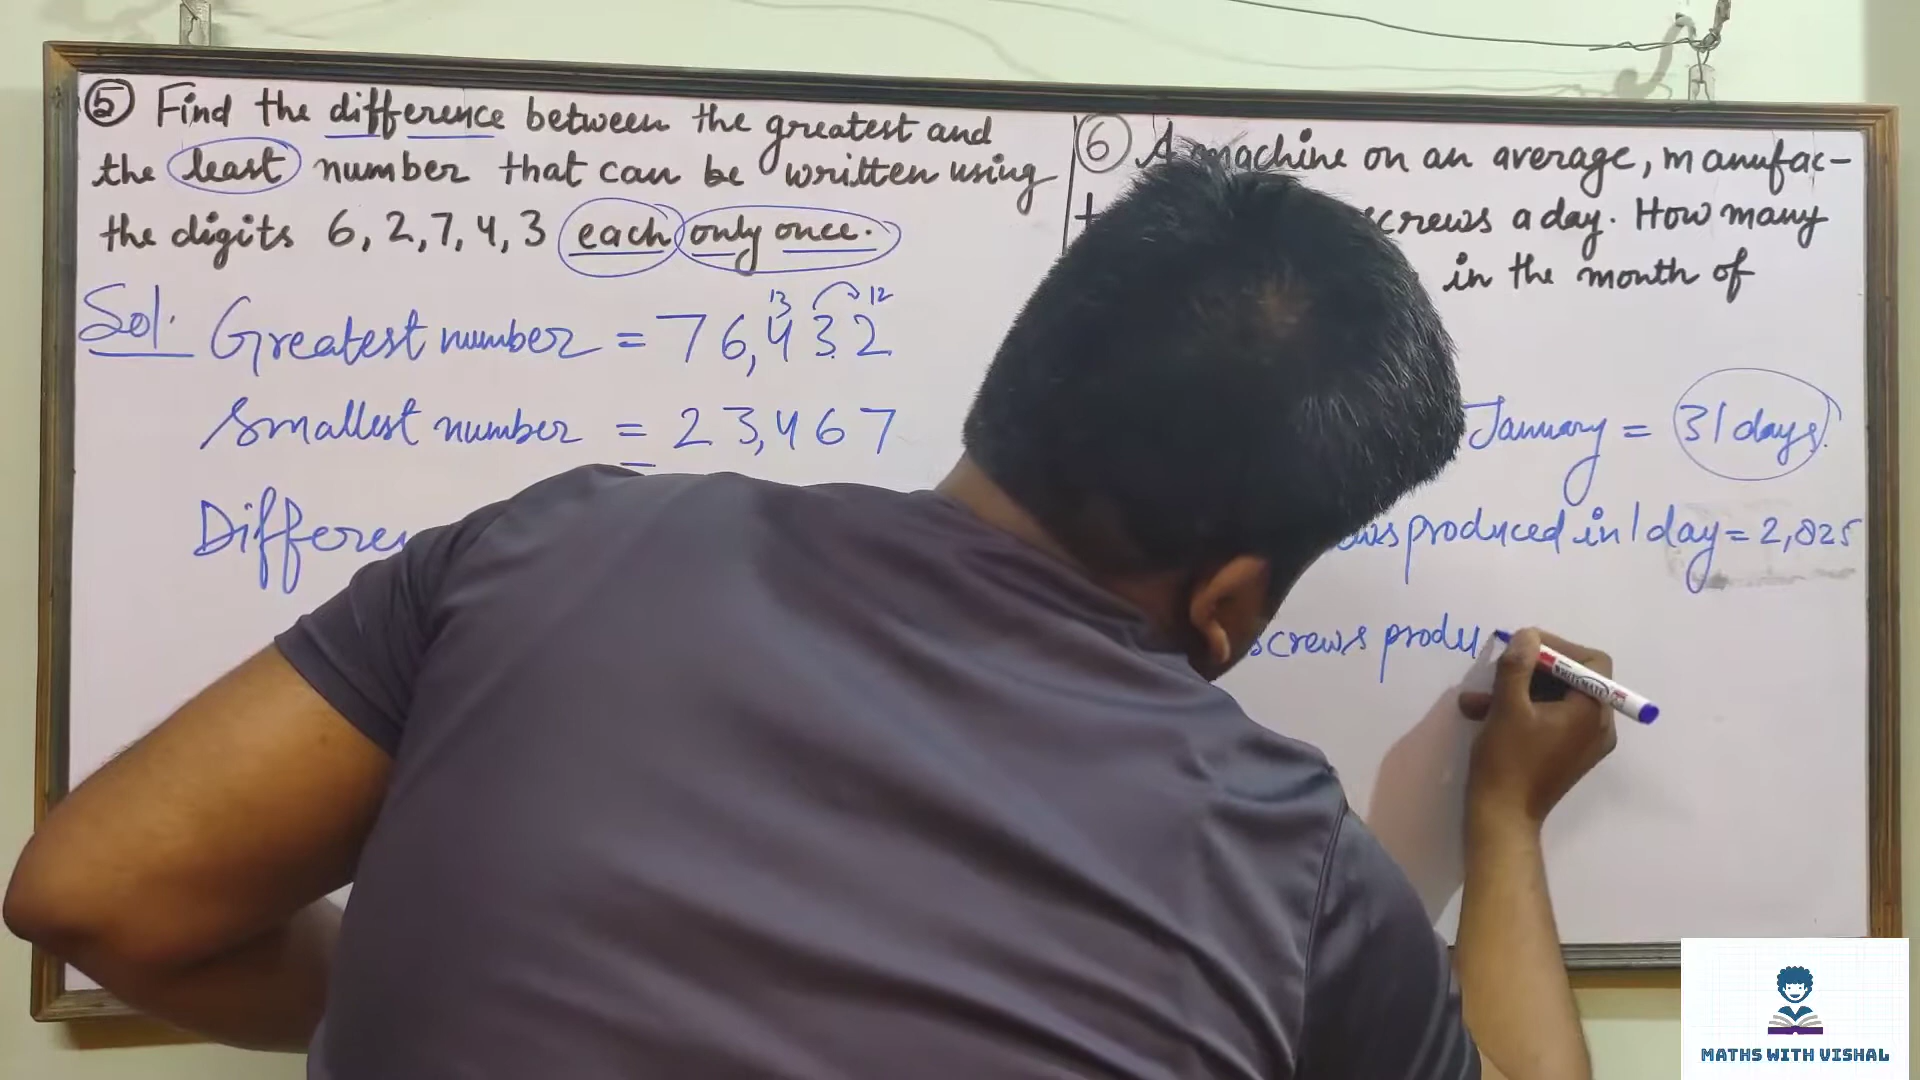 ⑤ Find the difference between the greatest and
the least number that can be written using
the digits 6, 2, 7, 4, 3 each only once.
Sol. Greatest number = 76,432
13 12
Smallest number = 23,467
⑥ A machine on an average, manufac-
screws a day. How many
in the month of
January = 31 days.
produced in 1 day = 2,825
screws produ
MATHS WITH VISHAL